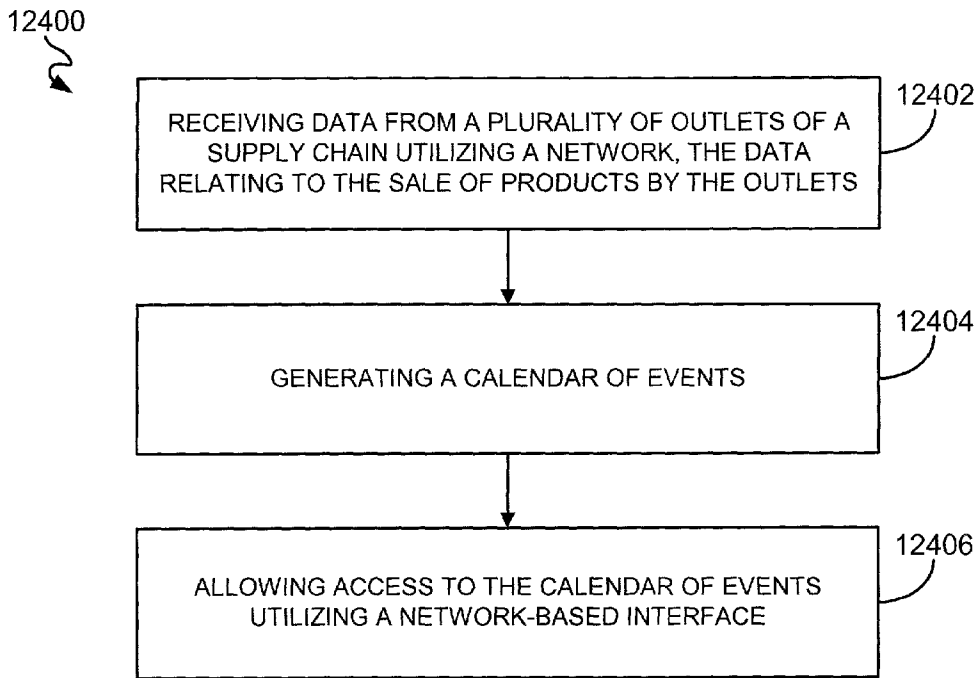 12400
12402
RECEIVING DATA FROM A PLURALITY OF OUTLETS OF A
SUPPLY CHAIN UTILIZING A NETWORK, THE DATA
RELATING TO THE SALE OF PRODUCTS BY THE OUTLETS
12404
GENERATING A CALENDAR OF EVENTS
12406
ALLOWING ACCESS TO THE CALENDAR OF EVENTS
UTILIZING A NETWORK-BASED INTERFACE